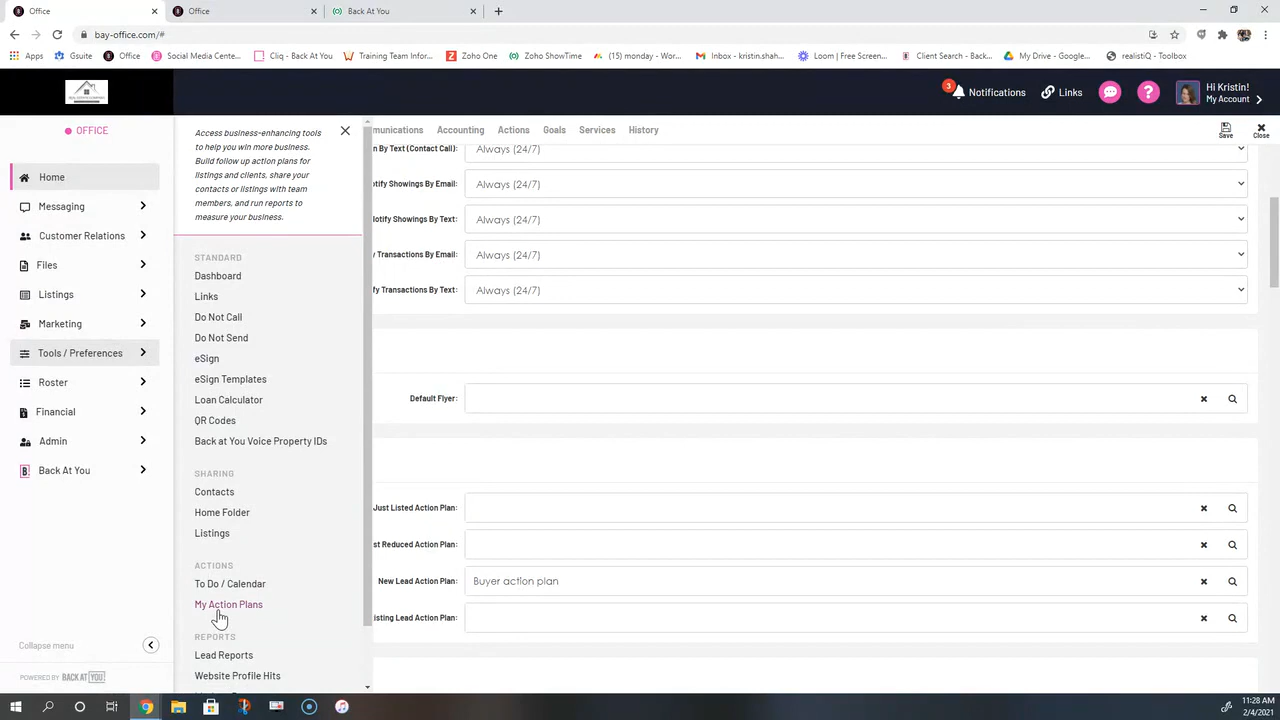 Office
Office
Back At You
bay-office.com/#
Apps
Gsuite
Office
Social Media Cente...
Cliq - Back At You
Training Team Infor...
Zoho One
Zoho ShowTime
(15) monday - Wor...
Inbox - kristin.shah...
Loom | Free Screen...
Client Search - Bac...
My Drive - Google...
realistiQ - Toolbox
3
Notifications
Links
Hi Kristin!
My Account
OFFICE
Home
Messaging
Customer Relations
Files
Listings
Marketing
Tools / Preferences
Roster
Financial
Admin
Back At You
Collapse menu
POWERED BY BACK AT YOU
Access business-enhancing tools
to help you win more business.
Build follow up action plans for
listings and clients, share your
contacts or listings with team
members, and run reports to
measure your business.
STANDARD
Dashboard
Links
Do Not Call
Do Not Send
eSign
eSign Templates
Loan Calculator
QR Codes
Back at You Voice Property IDs
SHARING
Contacts
Home Folder
Listings
ACTIONS
To Do / Calendar
My Action Plans
REPORTS
Lead Reports
Website Profile Hits
munications
Accounting
Actions
Goals
Services
History
Save
Close
n By Text (Contact Call):
Always (24/7)
otify Showings By Email:
Always (24/7)
Notify Showings By Text:
Always (24/7)
y Transactions By Email:
Always (24/7)
fy Transactions By Text:
Always (24/7)
Default Flyer:
Just Listed Action Plan:
st Reduced Action Plan:
New Lead Action Plan:
Buyer action plan
isting Lead Action Plan:
11:28 AM
2/4/2021